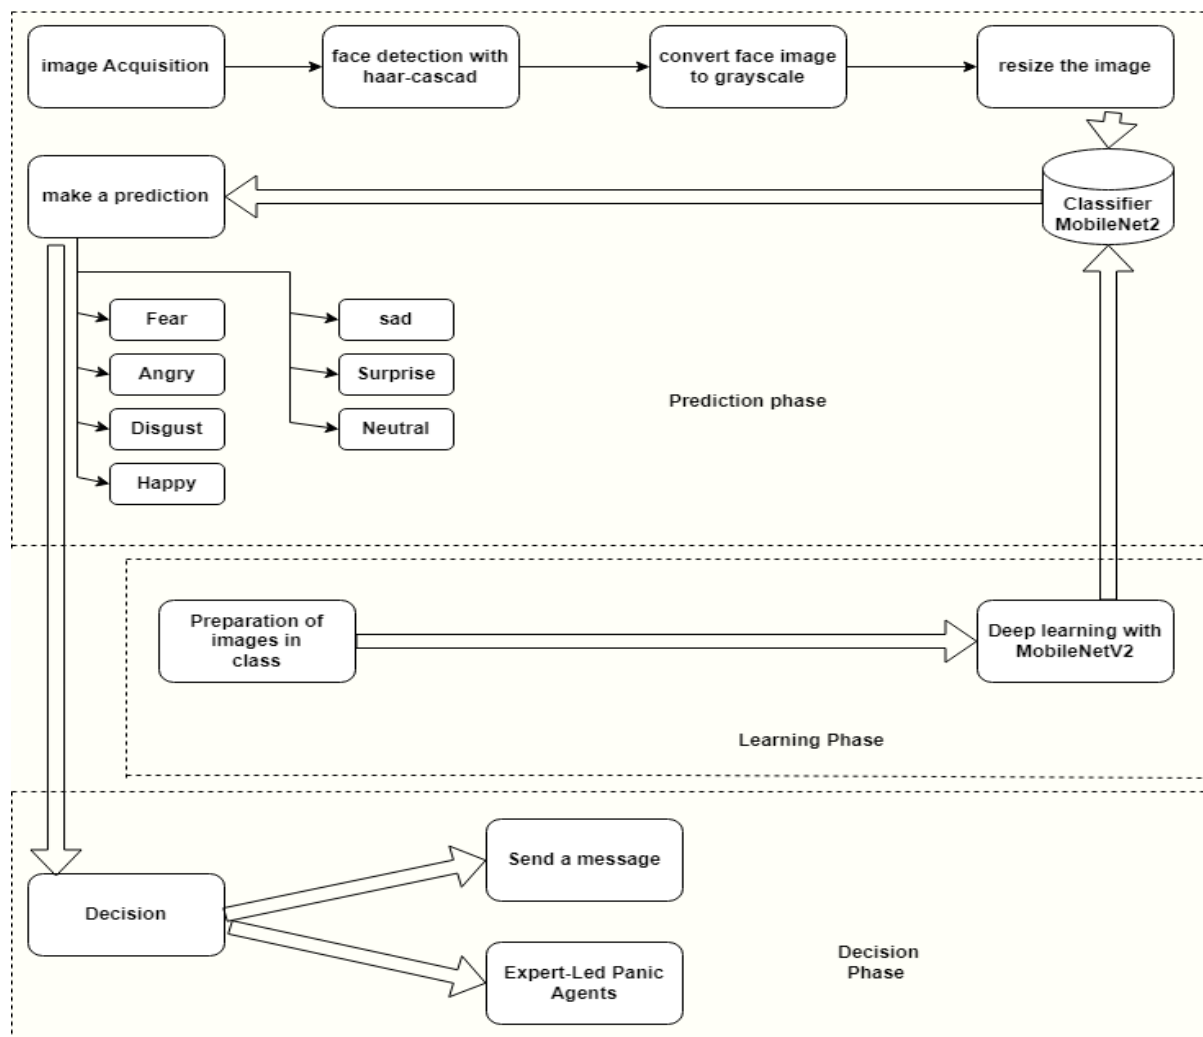 image Acquisition
face detection with
haar-cascad
convert face image
to grayscale
resize the image
make a prediction
Classifier
MobileNet2
Fear
sad
Angry
Surprise
Disgust
Neutral
Happy
Prediction phase
Preparation of
images in
class
Deep learning with
MobileNetV2
Learning Phase
Send a message
Decision
Expert-Led Panic
Agents
Decision
Phase